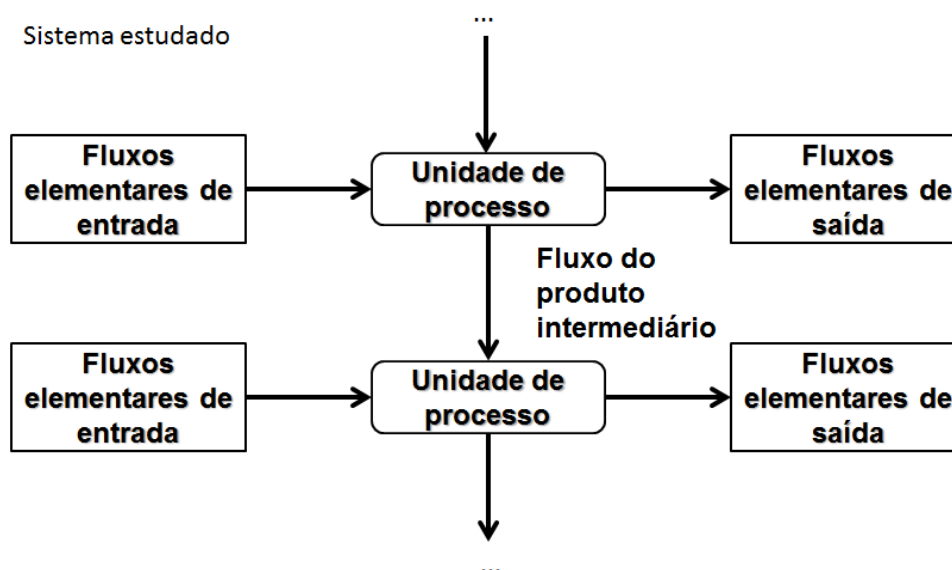 ...
Sistema estudado
Fluxos
elementares de
entrada
Unidade de
processo
Fluxos
elementares de
saída
Fluxo do
produto
intermediário
Fluxos
elementares de
entrada
Unidade de
processo
Fluxos
elementares de
saída
...